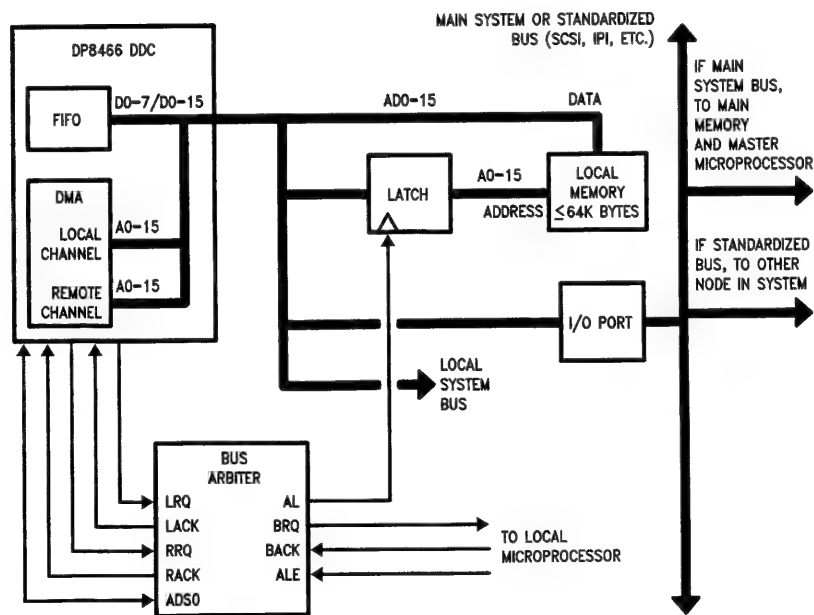 MAIN SYSTEM OR STANDARDIZED
BUS (SCSI, IPI, ETC.)
DP8466 DDC
FIFO
D0-7/D0-15
AD0-15
DATA
IF MAIN
SYSTEM BUS,
TO MAIN
MEMORY
AND MASTER
MICROPROCESSOR
DMA
LOCAL
CHANNEL
A0-15
REMOTE
CHANNEL
A0-15
LATCH
A0-15
ADDRESS
LOCAL
MEMORY
≤64K BYTES
IF STANDARDIZED
BUS, TO OTHER
NODE IN SYSTEM
I/O PORT
LOCAL
SYSTEM
BUS
BUS
ARBITER
LRQ
LACK
RRQ
RACK
ADS0
AL
BRQ
BACK
ALE
TO LOCAL
MICROPROCESSOR